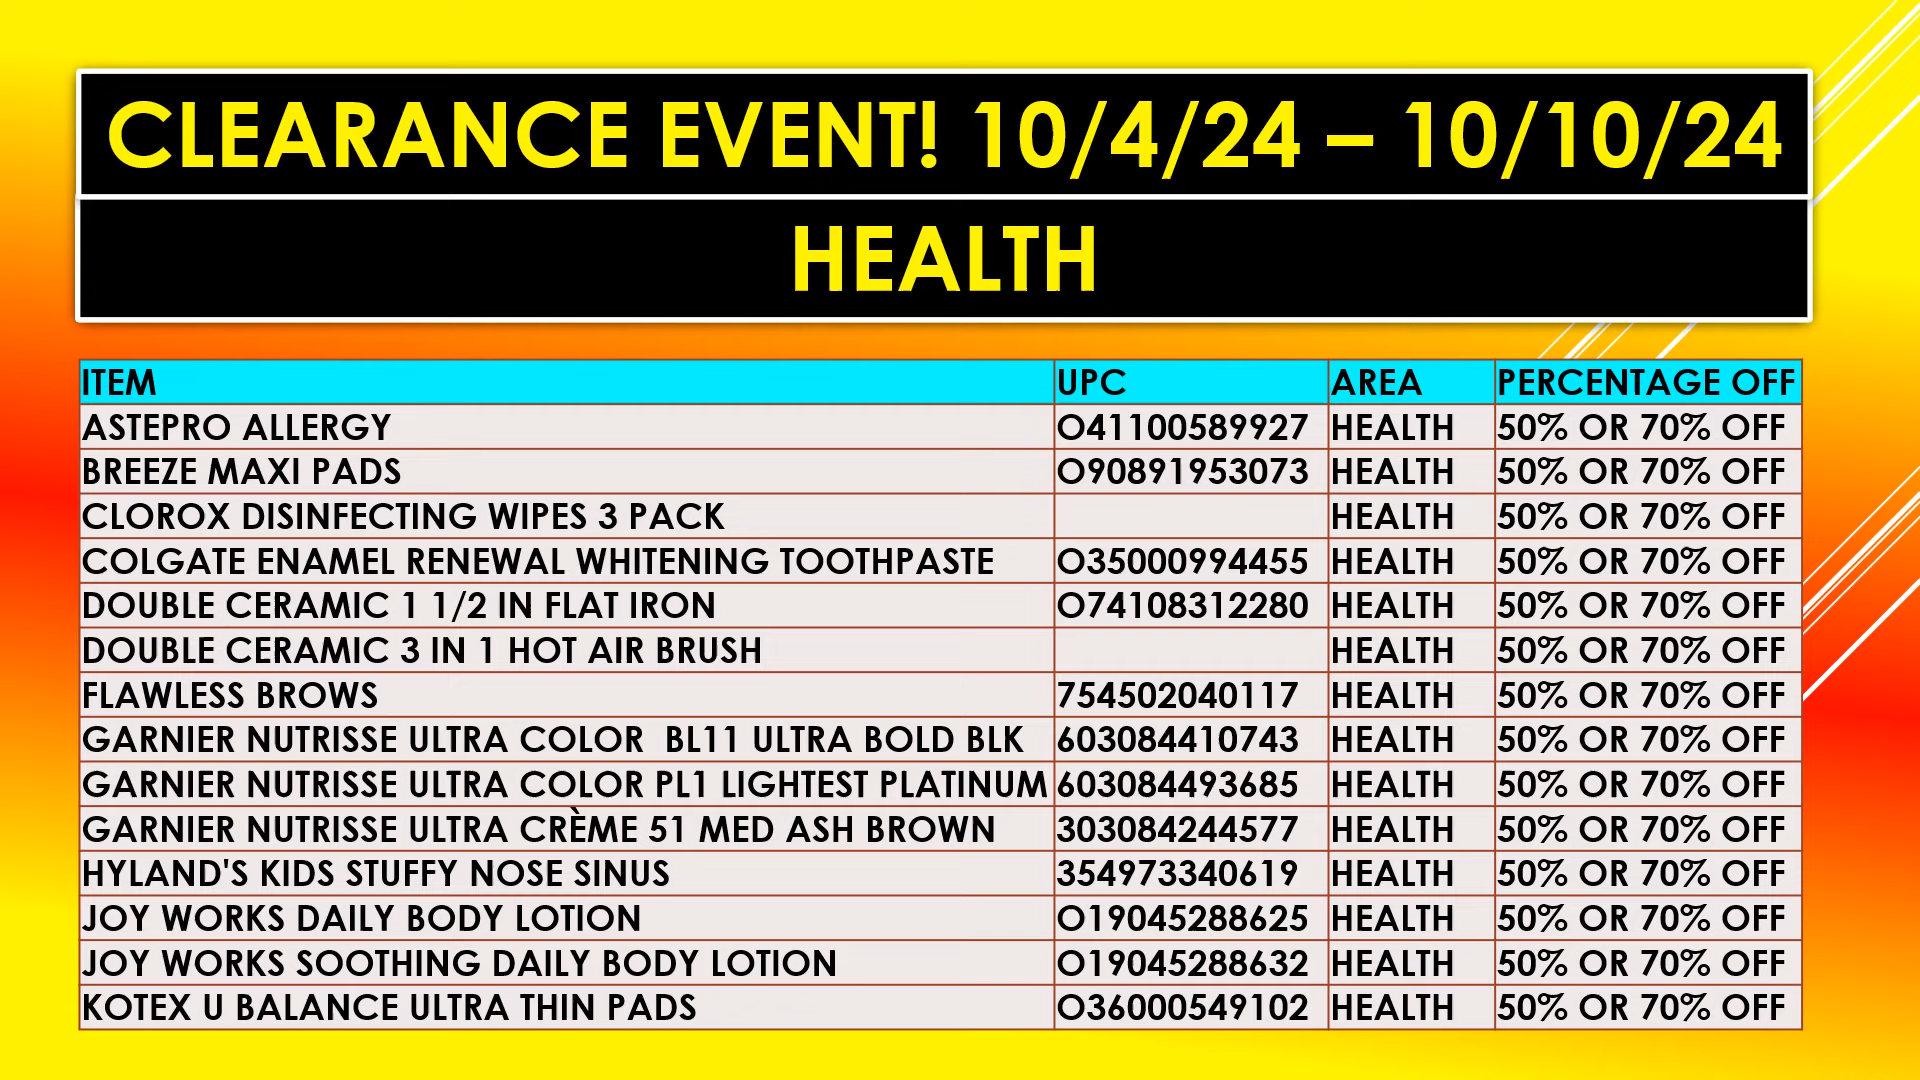 CLEARANCE EVENT! 10/4/24 – 10/10/24
HEALTH
ITEM UPC AREA PERCENTAGE OFF
ASTEPRO ALLERGY O41100589927 HEALTH 50% OR 70% OFF
BREEZE MAXI PADS O90891953073 HEALTH 50% OR 70% OFF
CLOROX DISINFECTING WIPES 3 PACK HEALTH 50% OR 70% OFF
COLGATE ENAMEL RENEWAL WHITENING TOOTHPASTE O35000994455 HEALTH 50% OR 70% OFF
DOUBLE CERAMIC 1 1/2 IN FLAT IRON O74108312280 HEALTH 50% OR 70% OFF
DOUBLE CERAMIC 3 IN 1 HOT AIR BRUSH HEALTH 50% OR 70% OFF
FLAWLESS BROWS 754502040117 HEALTH 50% OR 70% OFF
GARNIER NUTRISSE ULTRA COLOR  BL11 ULTRA BOLD BLK 603084410743 HEALTH 50% OR 70% OFF
GARNIER NUTRISSE ULTRA COLOR PL1 LIGHTEST PLATINUM 603084493685 HEALTH 50% OR 70% OFF
GARNIER NUTRISSE ULTRA CRÈME 51 MED ASH BROWN 303084244577 HEALTH 50% OR 70% OFF
HYLAND'S KIDS STUFFY NOSE SINUS 354973340619 HEALTH 50% OR 70% OFF
JOY WORKS DAILY BODY LOTION O19045288625 HEALTH 50% OR 70% OFF
JOY WORKS SOOTHING DAILY BODY LOTION O19045288632 HEALTH 50% OR 70% OFF
KOTEX U BALANCE ULTRA THIN PADS O36000549102 HEALTH 50% OR 70% OFF